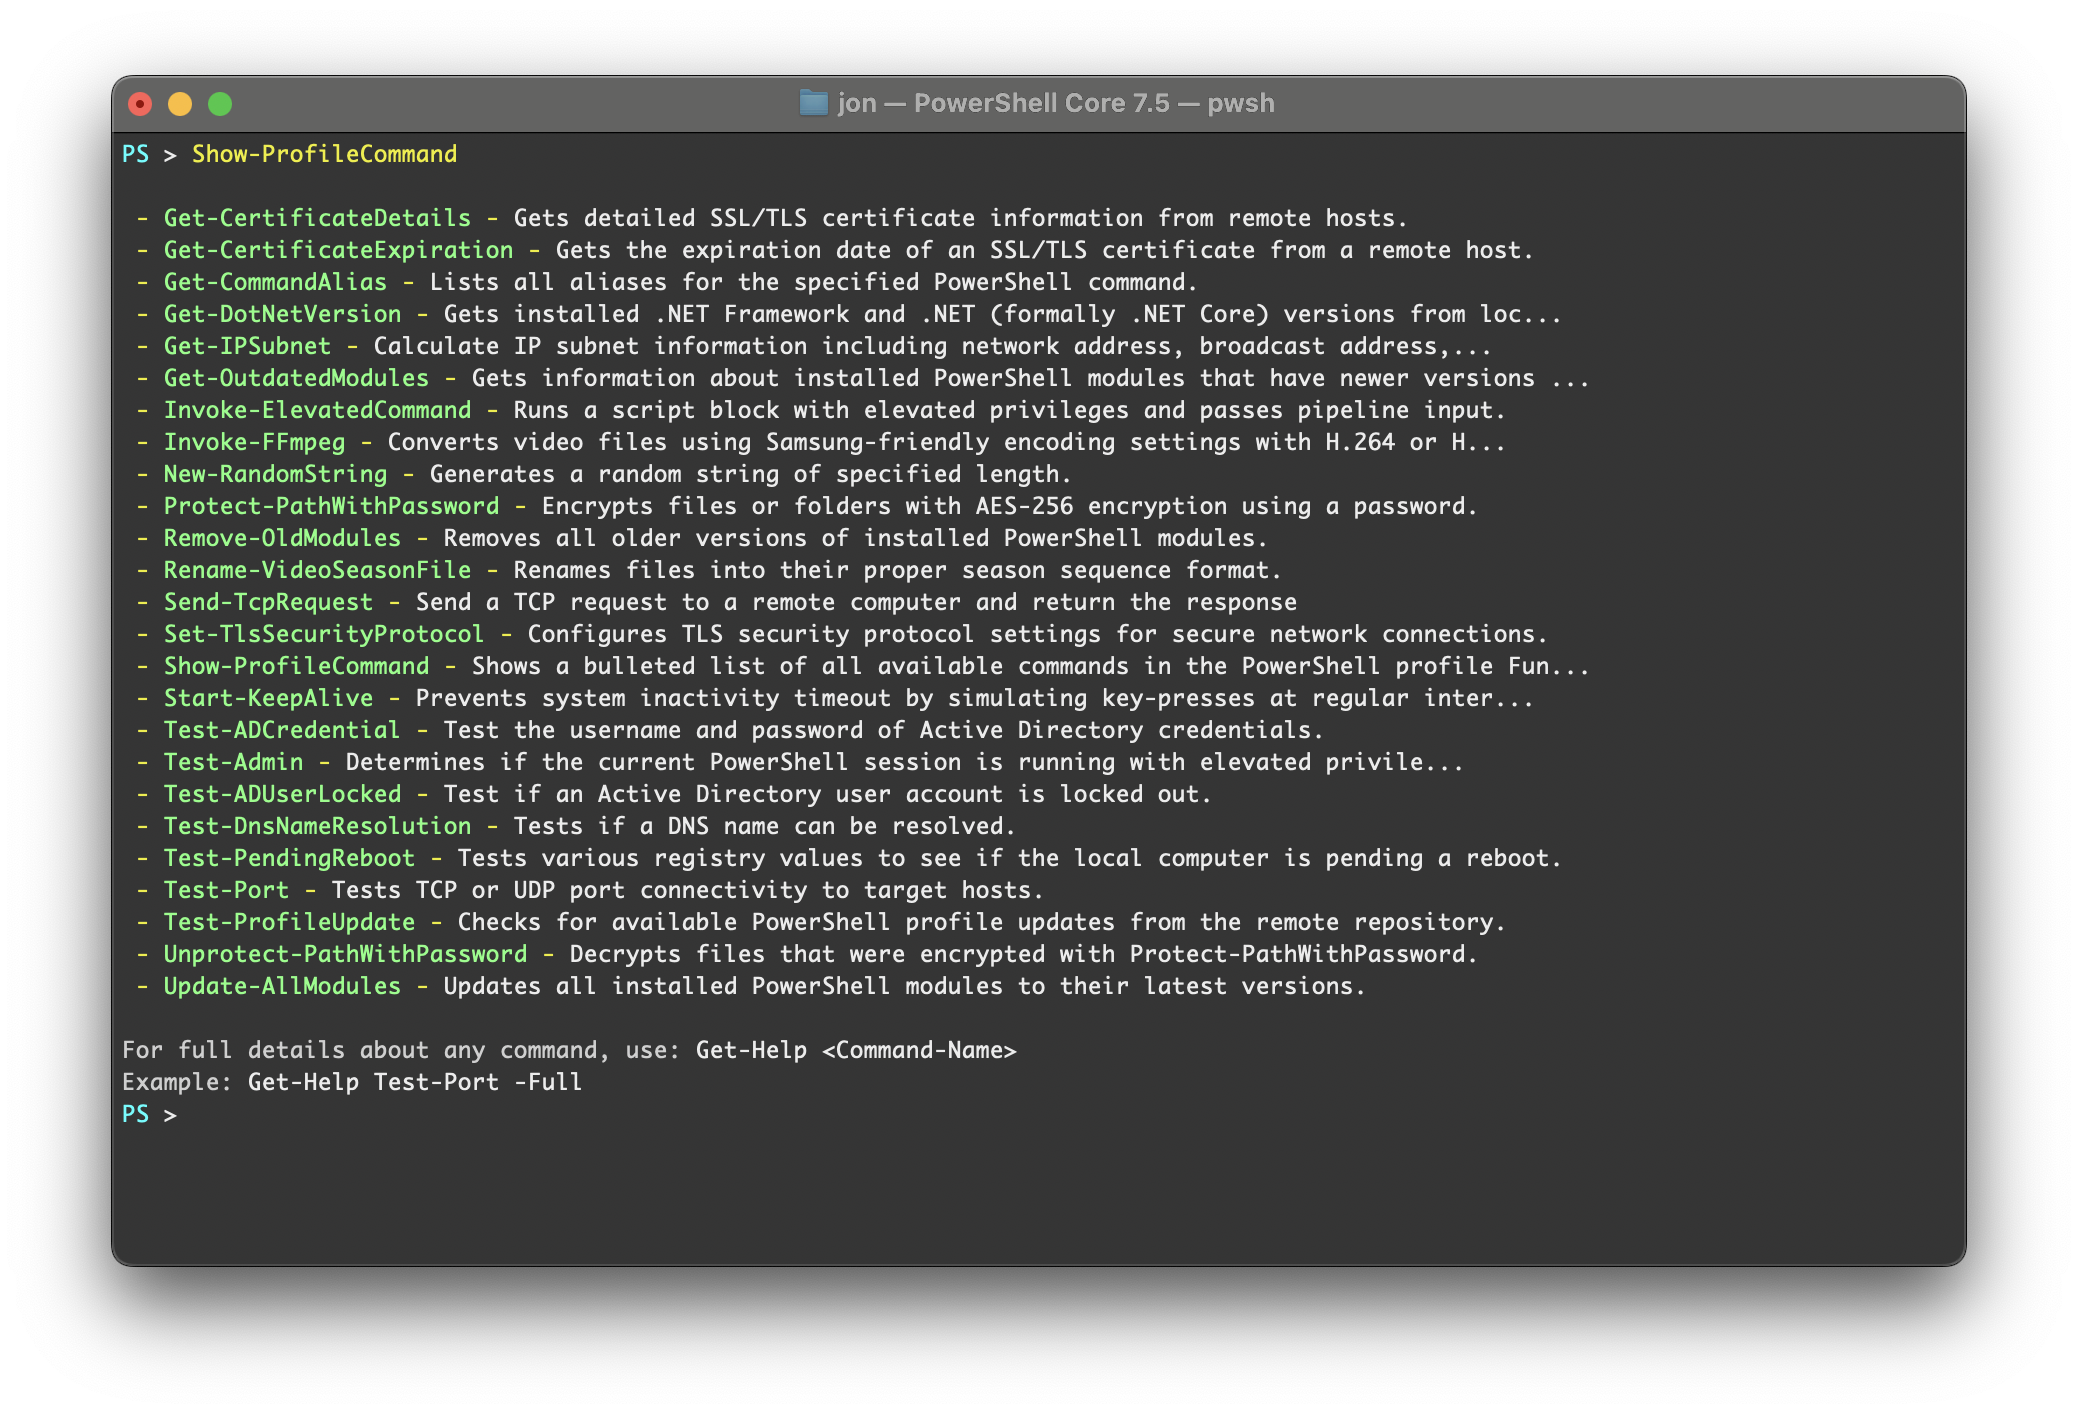 jon — PowerShell Core 7.5 — pwsh
PS > Show-ProfileCommand
- Get-CertificateDetails - Gets detailed SSL/TLS certificate information from remote hosts.
- Get-CertificateExpiration - Gets the expiration date of an SSL/TLS certificate from a remote host.
- Get-CommandAlias - Lists all aliases for the specified PowerShell command.
- Get-DotNetVersion - Gets installed .NET Framework and .NET (formally .NET Core) versions from loc...
- Get-IPSubnet - Calculate IP subnet information including network address, broadcast address,...
- Get-OutdatedModules - Gets information about installed PowerShell modules that have newer versions ...
- Invoke-ElevatedCommand - Runs a script block with elevated privileges and passes pipeline input.
- Invoke-FFmpeg - Converts video files using Samsung-friendly encoding settings with H.264 or H...
- New-RandomString - Generates a random string of specified length.
- Protect-PathWithPassword - Encrypts files or folders with AES-256 encryption using a password.
- Remove-OldModules - Removes all older versions of installed PowerShell modules.
- Rename-VideoSeasonFile - Renames files into their proper season sequence format.
- Send-TcpRequest - Send a TCP request to a remote computer and return the response
- Set-TlsSecurityProtocol - Configures TLS security protocol settings for secure network connections.
- Show-ProfileCommand - Shows a bulleted list of all available commands in the PowerShell profile Fun...
- Start-KeepAlive - Prevents system inactivity timeout by simulating key-presses at regular inter...
- Test-ADCredential - Test the username and password of Active Directory credentials.
- Test-Admin - Determines if the current PowerShell session is running with elevated privile...
- Test-ADUserLocked - Test if an Active Directory user account is locked out.
- Test-DnsNameResolution - Tests if a DNS name can be resolved.
- Test-PendingReboot - Tests various registry values to see if the local computer is pending a reboot.
- Test-Port - Tests TCP or UDP port connectivity to target hosts.
- Test-ProfileUpdate - Checks for available PowerShell profile updates from the remote repository.
- Unprotect-PathWithPassword - Decrypts files that were encrypted with Protect-PathWithPassword.
- Update-AllModules - Updates all installed PowerShell modules to their latest versions.
For full details about any command, use: Get-Help <Command-Name>
Example: Get-Help Test-Port -Full
PS >